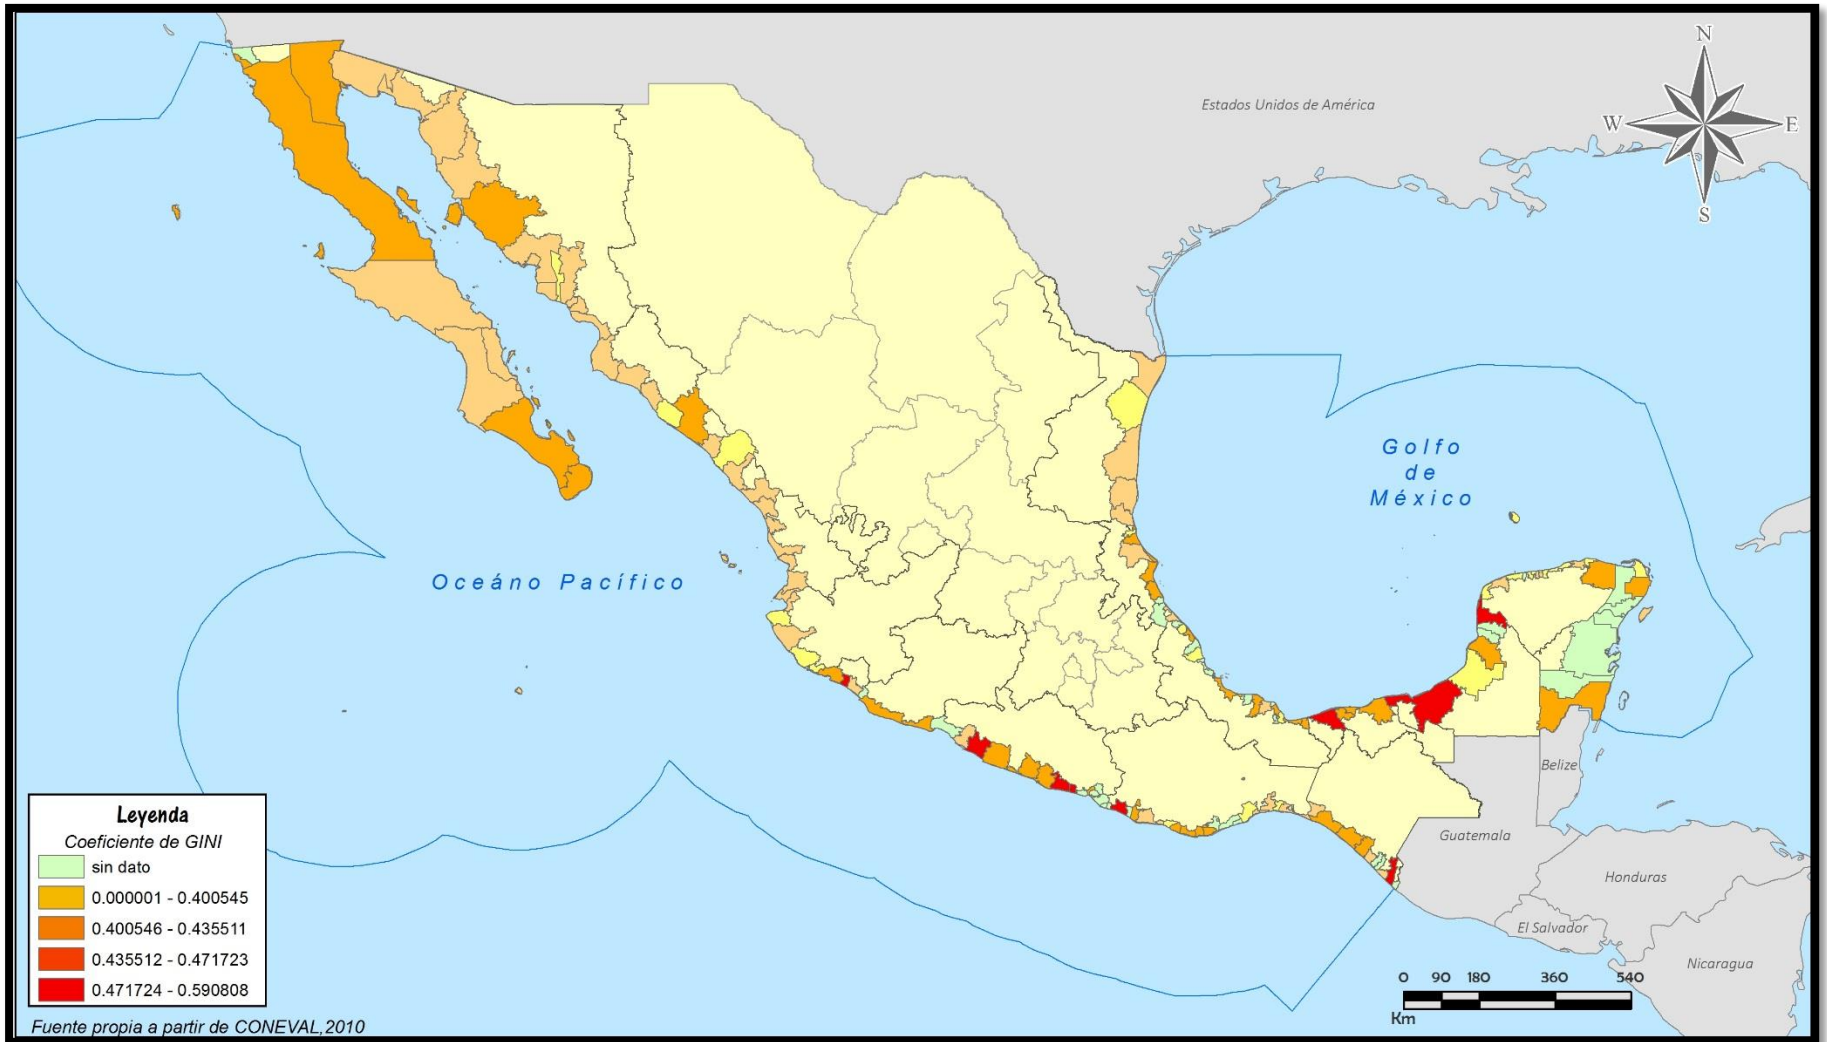 N
W
E
S
Estados Unidos de América
Golfo
de
México
Oceáno Pacífico
Belize
Guatemala
Honduras
El Salvador
Nicaragua
Leyenda
Coeficiente de GINI
sin dato
0.000001 - 0.400545
0.400546 - 0.435511
0.435512 - 0.471723
0.471724 - 0.590808
0 90 180 360 540
Km
Fuente propia a partir de CONEVAL,2010